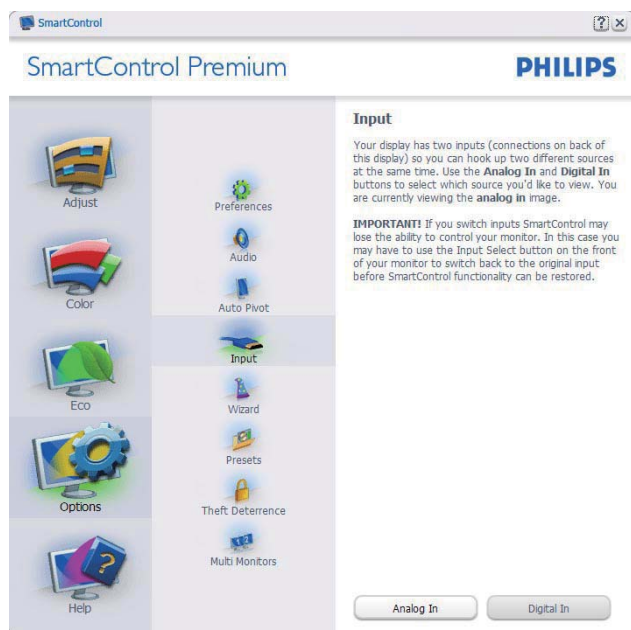 SmartControl
SmartControl Premium
PHILIPS
Adjust
Color
Eco
Options
Help
Preferences
Audio
Auto Pivot
Input
Wizard
Presets
Theft Deterrence
Multi Monitors
Input
Your display has two inputs (connections on back of
this display) so you can hook up two different sources
at the same time. Use the Analog In and Digital In
buttons to select which source you'd like to view. You
are currently viewing the analog in image.
IMPORTANT! If you switch inputs SmartControl may
lose the ability to control your monitor. In this case you
may have to use the Input Select button on the front
of your monitor to switch back to the original input
before SmartControl functionality can be restored.
Analog In
Digital In